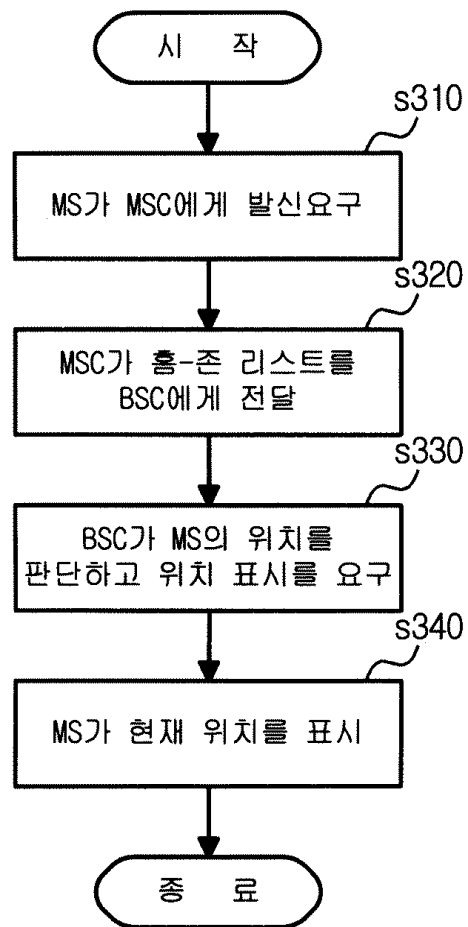 시 작
s310
MS가 MSC에게 발신요구
s320
MSC가 홈-존 리스트를
BSC에게 전달
s330
BSC가 MS의 위치를
판단하고 위치 표시를 요구
s340
MS가 현재 위치를 표시
종 료